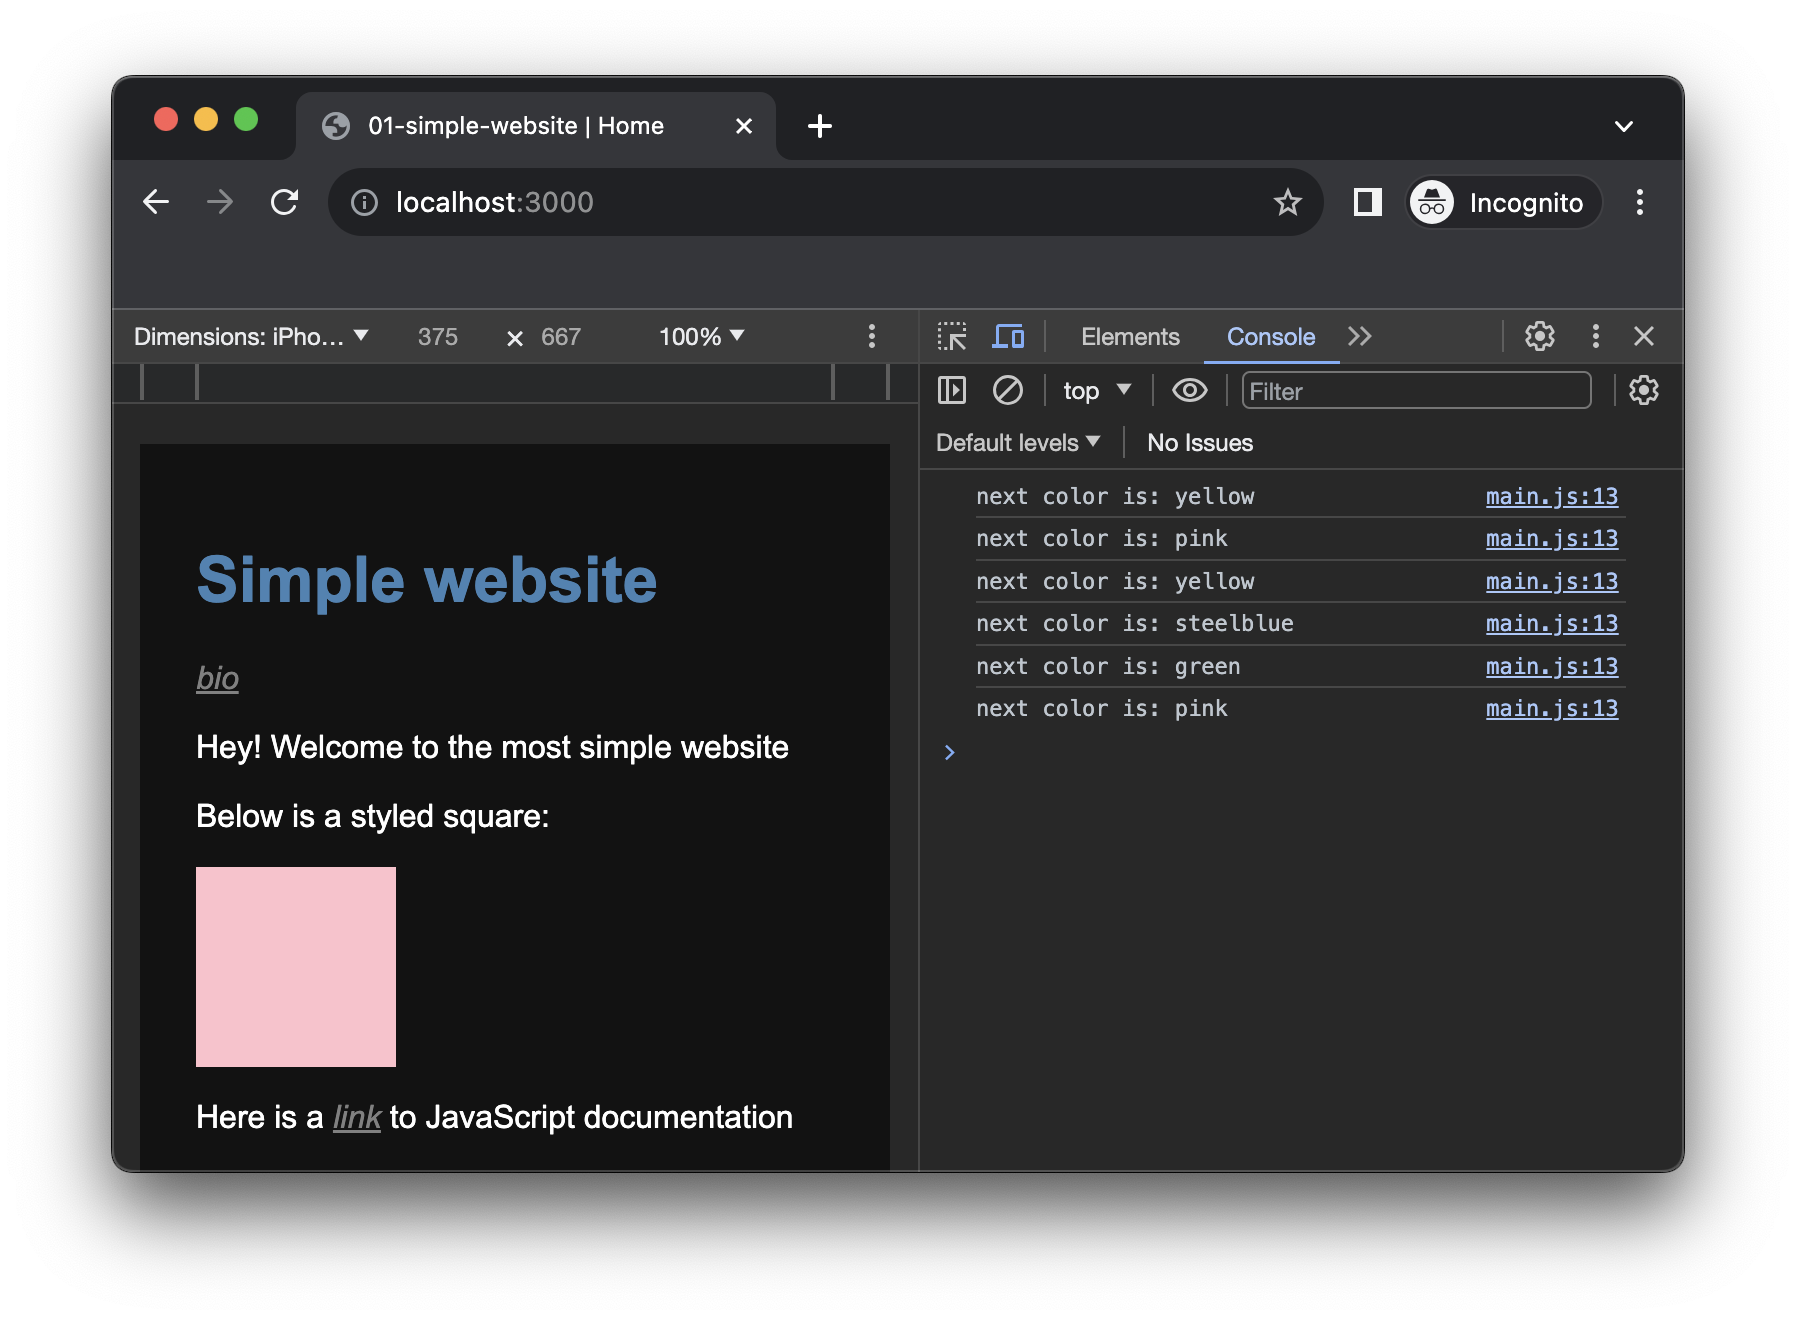 01-simple-website | Home
localhost:3000
Incognito
Dimensions: iPho... 375 × 667 100%
Elements Console
top Filter
Default levels No Issues
Simple website
bio
Hey! Welcome to the most simple website
Below is a styled square:
Here is a link to JavaScript documentation
next color is: yellow main.js:13
next color is: pink main.js:13
next color is: yellow main.js:13
next color is: steelblue main.js:13
next color is: green main.js:13
next color is: pink main.js:13